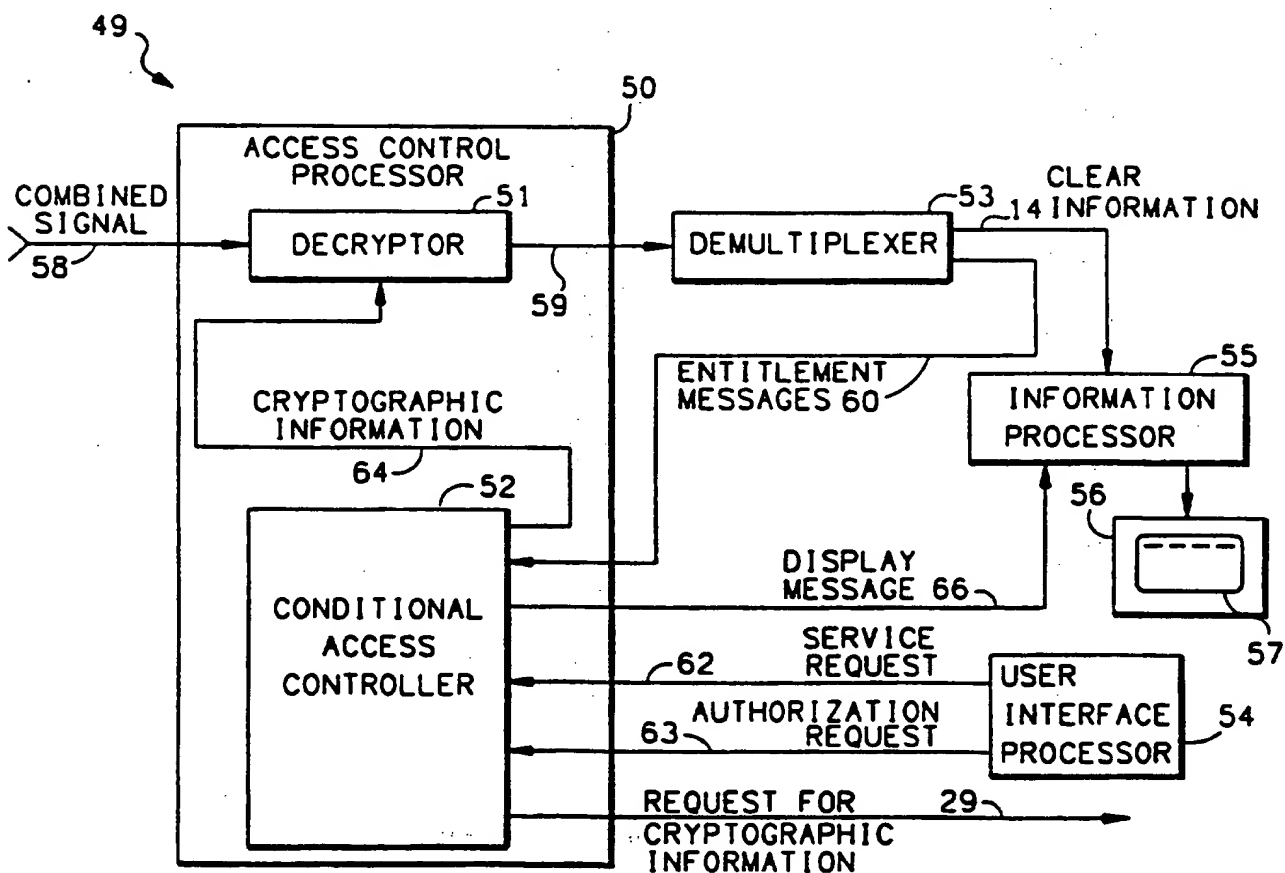 49
50
ACCESS CONTROL
PROCESSOR
COMBINED
SIGNAL
58
51
DECRYPTOR
59
53
DEMULTIPLEXER
CLEAR
14 INFORMATION
ENTITLEMENT
MESSAGES 60
55
INFORMATION
PROCESSOR
CRYPTOGRAPHIC
INFORMATION
64
52
CONDITIONAL
ACCESS
CONTROLLER
56
57
DISPLAY
MESSAGE 66
SERVICE
REQUEST
62
AUTHORIZATION
REQUEST
63
USER
INTERFACE
PROCESSOR
54
REQUEST FOR
CRYPTOGRAPHIC
INFORMATION
29